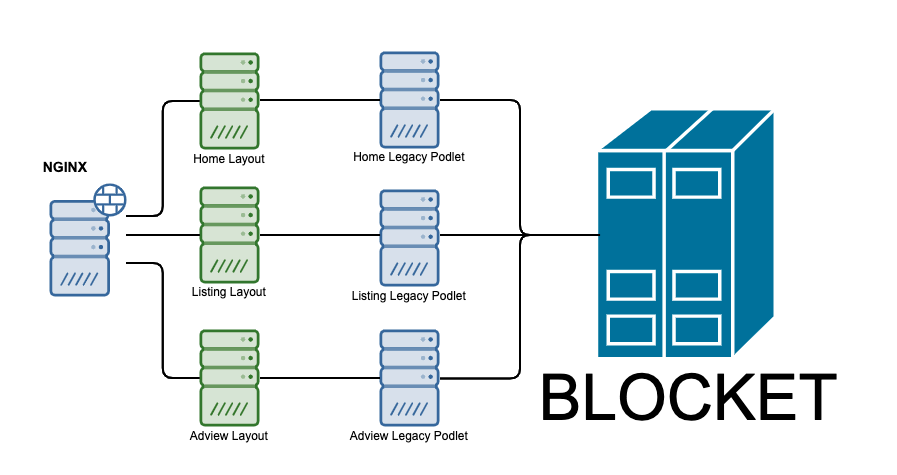 NGINX
Home Layout
Home Legacy Podlet
Listing Layout
Listing Legacy Podlet
Adview Layout
Adview Legacy Podlet
BLOCKET